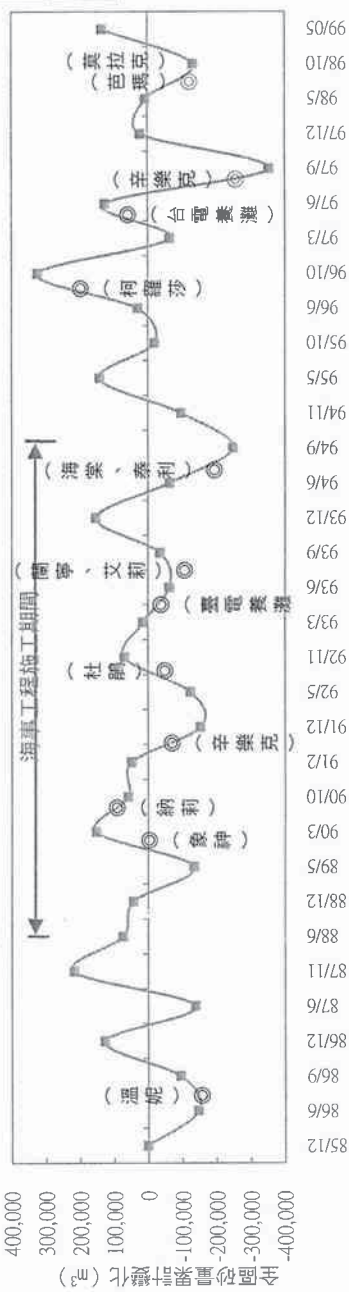 全區砂量累計變化 (m³)
400,000
300,000
200,000
100,000
0
-100,000
-200,000
-300,000
-400,000
海事工程施工期間
(溫妮)
(象神)
(納莉)
(辛樂克)
(杜鵑)
(臺電養灘)
(蘭寧、艾莉)
(海棠、泰利)
(柯羅莎)
(台電養灘)
(辛樂克)
(芭瑪)
(莫拉克)
85/12
86/6
86/9
86/12
87/6
87/11
88/6
88/12
89/5
90/3
90/10
91/2
91/12
92/5
92/11
93/3
93/6
93/9
93/12
94/6
94/9
94/11
95/5
95/10
96/6
96/10
97/3
97/6
97/9
97/12
98/5
98/10
99/05